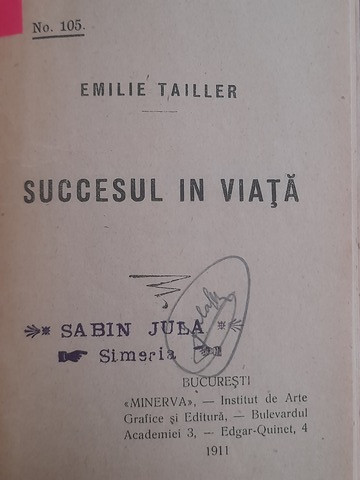 No. 105.
EMILIE TAILLER
SUCCESUL IN VIAȚĂ
SABIN JULA
Simeria
BUCUREȘTI
«MINERVA», — Institut de Arte
Grafice și Editură, — Bulevardul
Academiei 3, — Edgar-Quinet, 4
1911